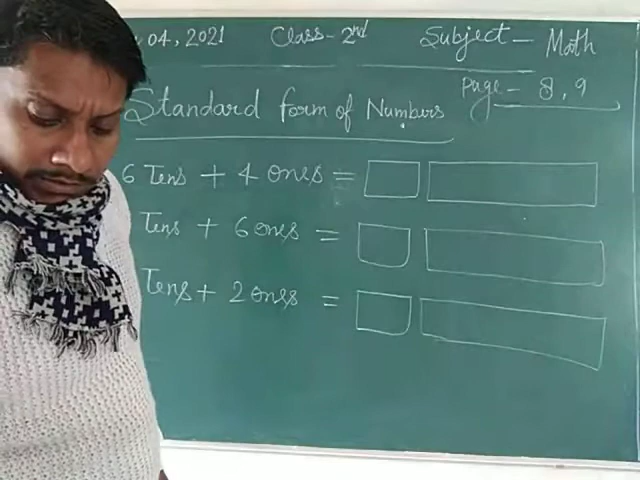 04, 2021 Class- 2nd Subject - Math
Page - 8, 9
Standard form of Numbers
6 Tens + 4 ones =
Tens + 6 ones =
Tens + 2 ones =